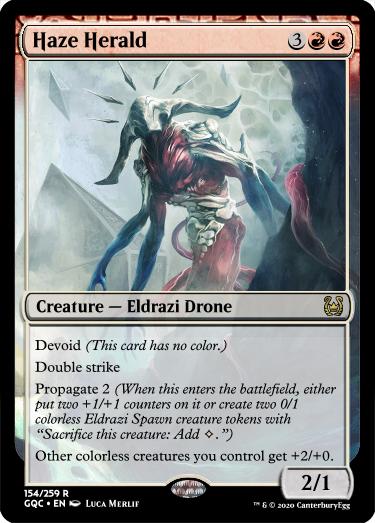 Haze Herald 3
Creature — Eldrazi Drone
Devoid (This card has no color.)
Double strike
Propagate 2 (When this enters the battlefield, either
put two +1/+1 counters on it or create two 0/1
colorless Eldrazi Spawn creature tokens with
“Sacrifice this creature: Add .”)
Other colorless creatures you control get +2/+0.
2/1
154/259 R
GQC • EN Luca Merlif
™ & © 2020 CanterburyEgg